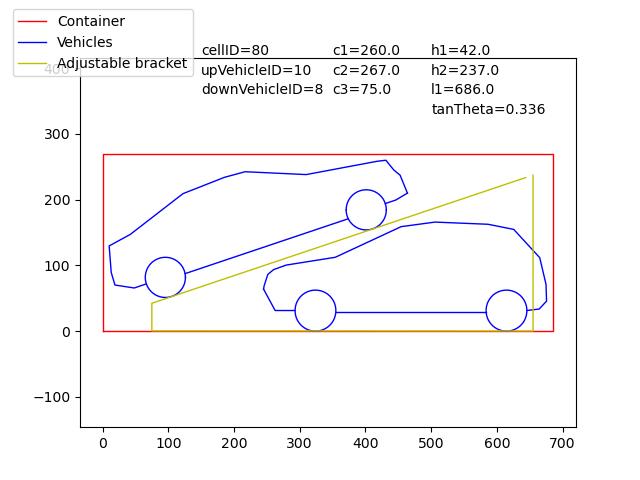 Container
Vehicles
Adjustable bracket
cellID=80 c1=260.0 h1=42.0
upVehicleID=10 c2=267.0 h2=237.0
downVehicleID=8 c3=75.0 l1=686.0
tanTheta=0.336
400
300
200
100
0
−100
0 100 200 300 400 500 600 700